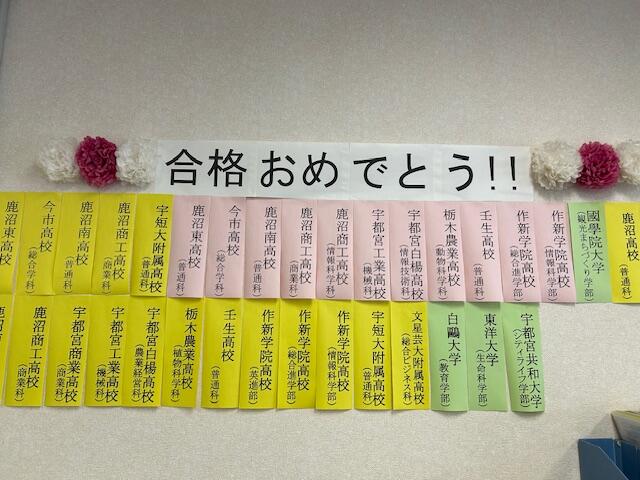 合格おめでとう!!
鹿沼東高校
(普通科)
今市高校
(総合学科)
鹿沼南高校
(普通科)
鹿沼商工高校
(商業科)
宇短大附属高校
(普通科)
鹿沼東高校
(普通科)
今市高校
(総合学科)
鹿沼南高校
(普通科)
鹿沼商工高校
(商業科)
鹿沼商工高校
(情報科学科)
宇都宮工業高校
(機械科)
宇都宮白楊高校
(情報技術科)
栃木農業高校
(動物科学科)
壬生高校
(普通科)
作新学院高校
(総合進学部)
作新学院高校
(情報科学部)
國學院大学
(観光まちづくり学部)
鹿沼高校
(普通科)
鹿沼商工高校
(商業科)
宇都宮商業高校
(商業科)
宇都宮工業高校
(機械科)
宇都宮白楊高校
(農業経営科)
栃木農業高校
(植物科学科)
壬生高校
(普通科)
作新学院高校
(英進部)
作新学院高校
(総合進学部)
作新学院高校
(情報科学部)
宇短大附属高校
(普通科)
文星芸大附属高校
(総合ビジネス科)
白鷗大学
(教育学部)
東洋大学
(生命科学部)
宇都宮共和大学
(シティライフ学部)